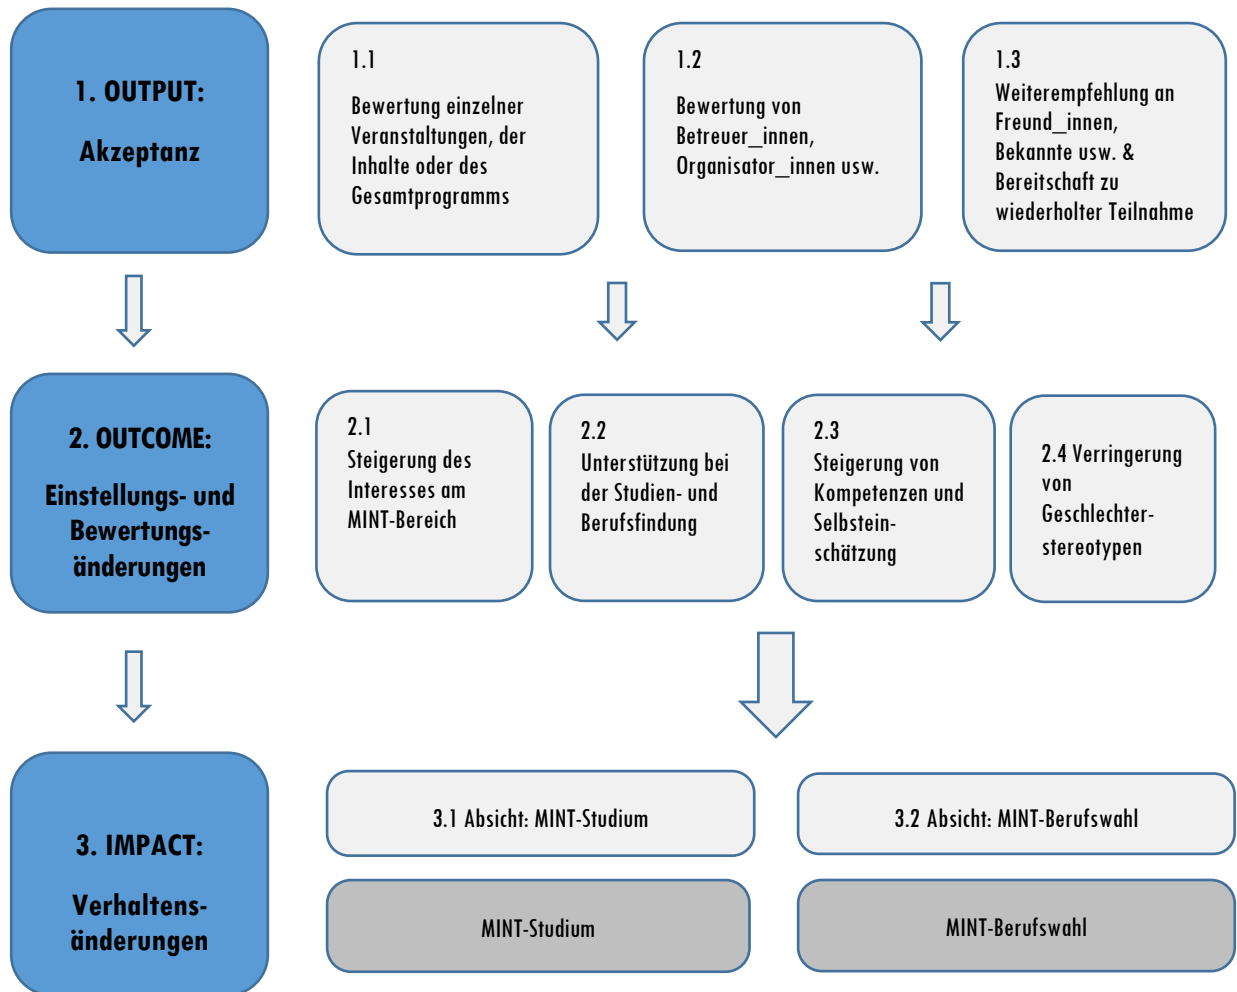 1. OUTPUT:
Akzeptanz
1.1
Bewertung einzelner
Veranstaltungen, der
Inhalte oder des
Gesamtprogramms
1.2
Bewertung von
Betreuer_innen,
Organisator_innen usw.
1.3
Weiterempfehlung an
Freund_innen,
Bekannte usw. &
Bereitschaft zu
wiederholter Teilnahme
2. OUTCOME:
Einstellungs- und
Bewertungs-
änderungen
2.1
Steigerung des
Interesses am
MINT-Bereich
2.2
Unterstützung bei
der Studien- und
Berufsfindung
2.3
Steigerung von
Kompetenzen und
Selbstein-
schätzung
2.4 Verringerung
von
Geschlechter-
stereotypen
3. IMPACT:
Verhaltens-
änderungen
3.1 Absicht: MINT-Studium
3.2 Absicht: MINT-Berufswahl
MINT-Studium
MINT-Berufswahl